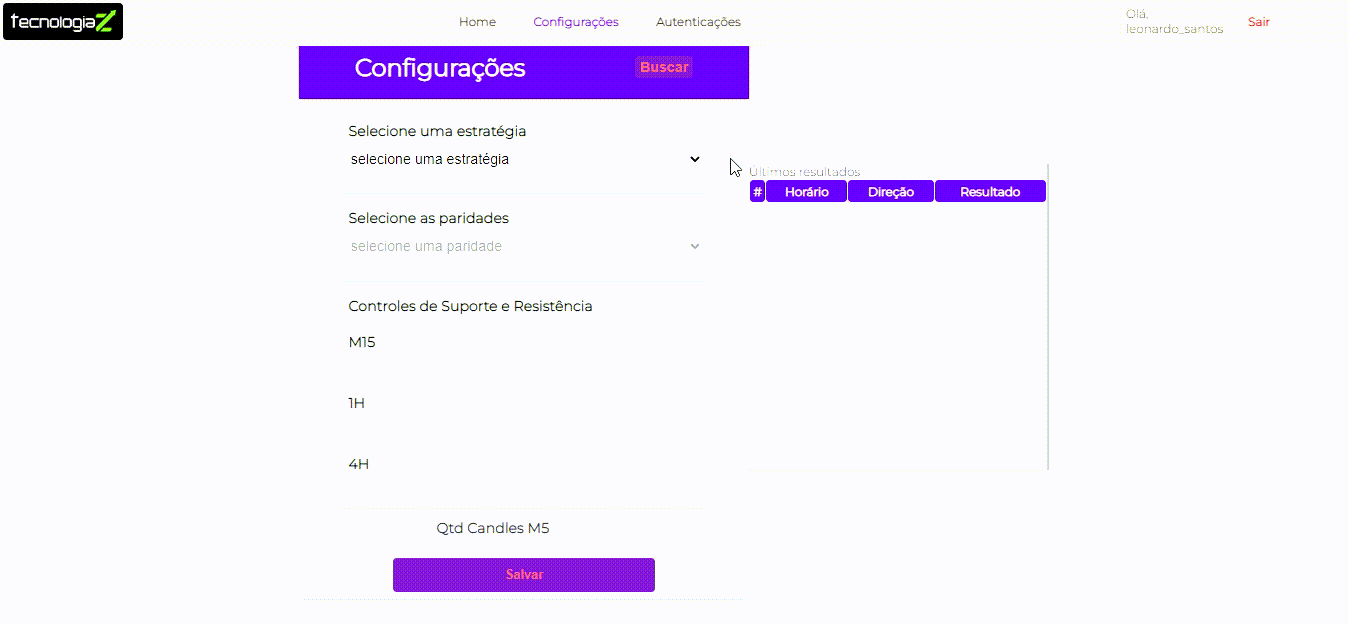 tecnologiaZ
Home Configurações Autenticações
Olá,
leonardo_santos
Sair
Configurações Buscar
Selecione uma estratégia
selecione uma estratégia
Selecione as paridades
selecione uma paridade
Controles de Suporte e Resistência
M15
1H
4H
Qtd Candles M5
Salvar
Últimos resultados
# Horário Direção Resultado